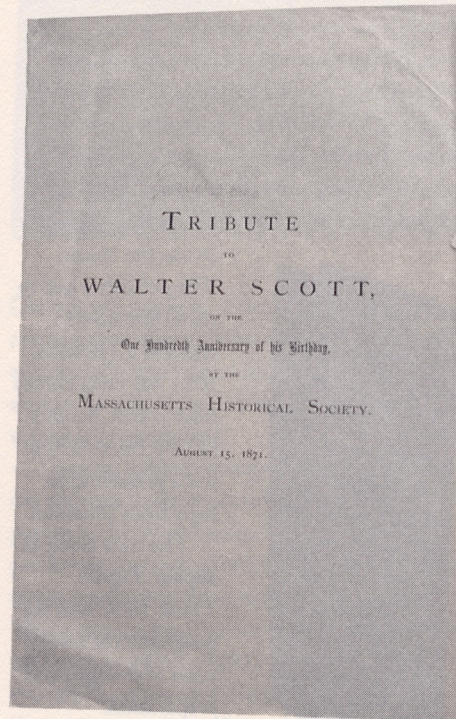 TRIBUTE
TO
WALTER SCOTT,
ON THE
One Hundredth Anniversary of his Birthday,
BY THE
MASSACHUSETTS HISTORICAL SOCIETY.
AUGUST 15, 1871.